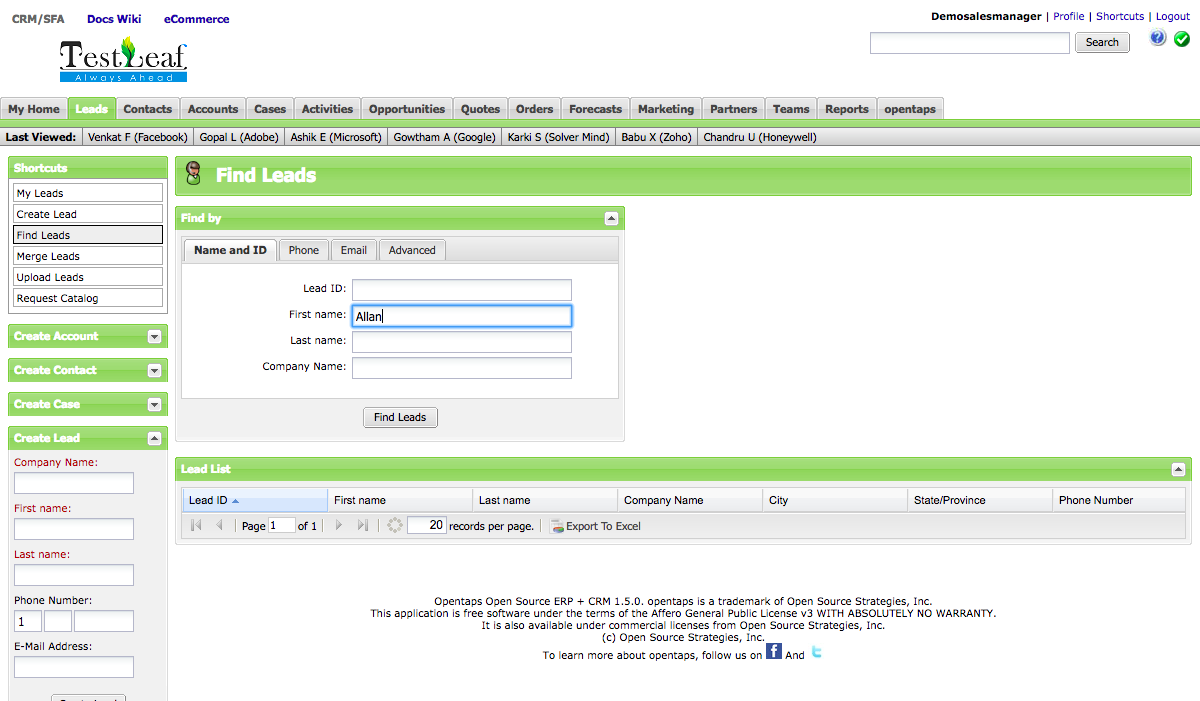 CRM/SFA Docs Wiki eCommerce
Demosalesmanager | Profile | Shortcuts | Logout
TestLeaf
Always Ahead
Search
My Home Leads Contacts Accounts Cases Activities Opportunities Quotes Orders Forecasts Marketing Partners Teams Reports opentaps
Last Viewed: Venkat F (Facebook) Gopal L (Adobe) Ashik E (Microsoft) Gowtham A (Google) Karki S (Solver Mind) Babu X (Zoho) Chandru U (Honeywell)
Shortcuts
My Leads
Create Lead
Find Leads
Merge Leads
Upload Leads
Request Catalog
Create Account
Create Contact
Create Case
Create Lead
Company Name:
First name:
Last name:
Phone Number:
1
E-Mail Address:
Find Leads
Find by
Name and ID Phone Email Advanced
Lead ID:
First name: Allan
Last name:
Company Name:
Find Leads
Lead List
Lead ID First name Last name Company Name City State/Province Phone Number
Page 1 of 1 20 records per page. Export To Excel
Opentaps Open Source ERP + CRM 1.5.0. opentaps is a trademark of Open Source Strategies, Inc.
This application is free software under the terms of the Affero General Public License v3 WITH ABSOLUTELY NO WARRANTY.
It is also available under commercial licenses from Open Source Strategies, Inc.
(c) Open Source Strategies, Inc.
To learn more about opentaps, follow us on f And t